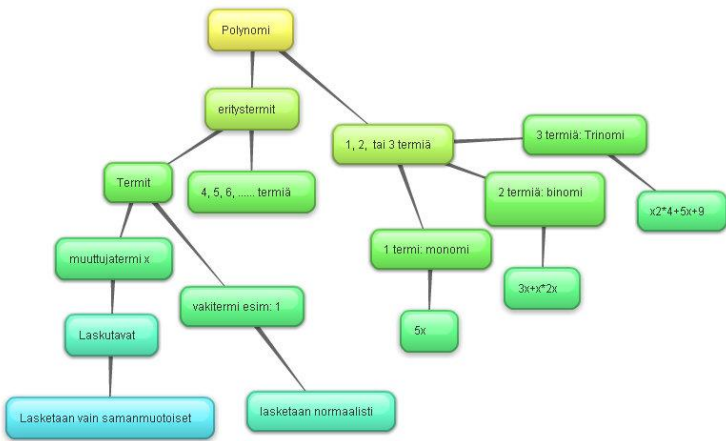 Polynomi
eritystermit
1, 2, tai 3 termiä
3 termiä: Trinomi
Termit
4, 5, 6, ...... termiä
2 termiä: binomi
x2*4+5x+9
muuttujatermi x
1 termi: monomi
vakitermi esim: 1
3x+x*2x
Laskutavat
5x
Lasketaan vain samanmuotoiset
lasketaan normaalisti